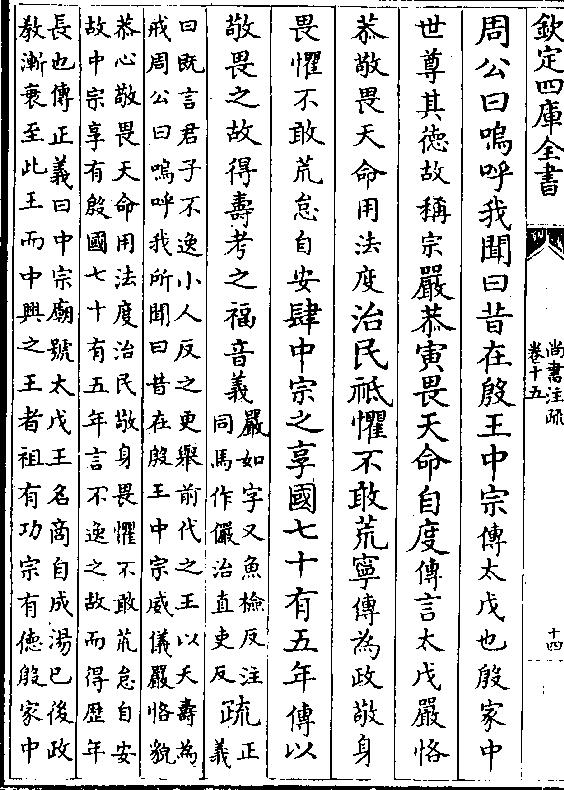 欽定四庫全書
尚書注疏
卷十五
十四
周公曰嗚呼我聞曰昔在殷王中宗傳太戊也殷家中
世尊其德故稱宗嚴恭寅畏天命自度傳言太戊嚴恪
恭敬畏天命用法度治民祗懼不敢荒寧傳為政敬身
畏懼不敢荒怠自安肆中宗之享國七十有五年傳以
敬畏之故得壽考之福音義
嚴如字又魚檢反注
同馬作儼治直吏反
疏
正
義
曰既言君子不逸小人反之更舉前代之王以夭壽為
戒周公曰嗚呼我所聞曰昔在殷王中宗威儀嚴恪貌
恭心敬畏天命用法度治民敬身畏懼不敢荒怠自安
故中宗享有殷國七十有五年言不逸之故而得歷年
長也傳正義曰中宗廟號太戊王名商自成湯已後政
教漸衰至此王而中興之王者祖有功宗有德殷家中